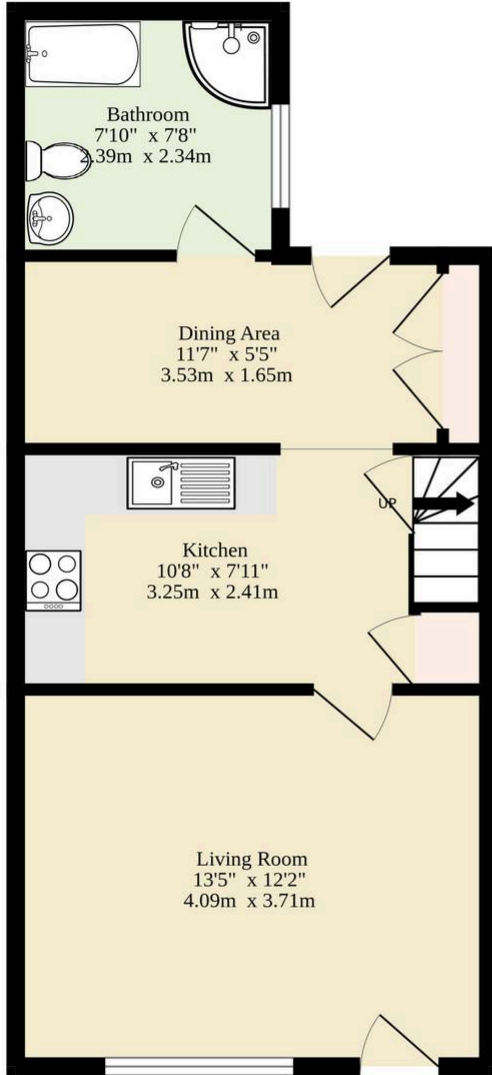 Bathroom
7'10" x 7'8"
2.39m x 2.34m
Dining Area
11'7" x 5'5"
3.53m x 1.65m
UP
Kitchen
10'8" x 7'11"
3.25m x 2.41m
Living Room
13'5" x 12'2"
4.09m x 3.71m